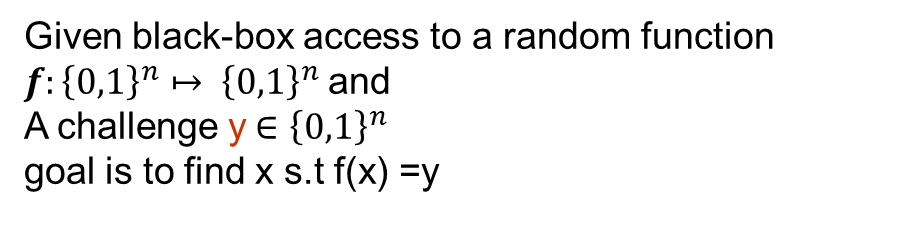 Given black-box access to a random function
f: {0,1}ⁿ ↦ {0,1}ⁿ and
A challenge y ∈ {0,1}ⁿ
goal is to find x s.t f(x) =y